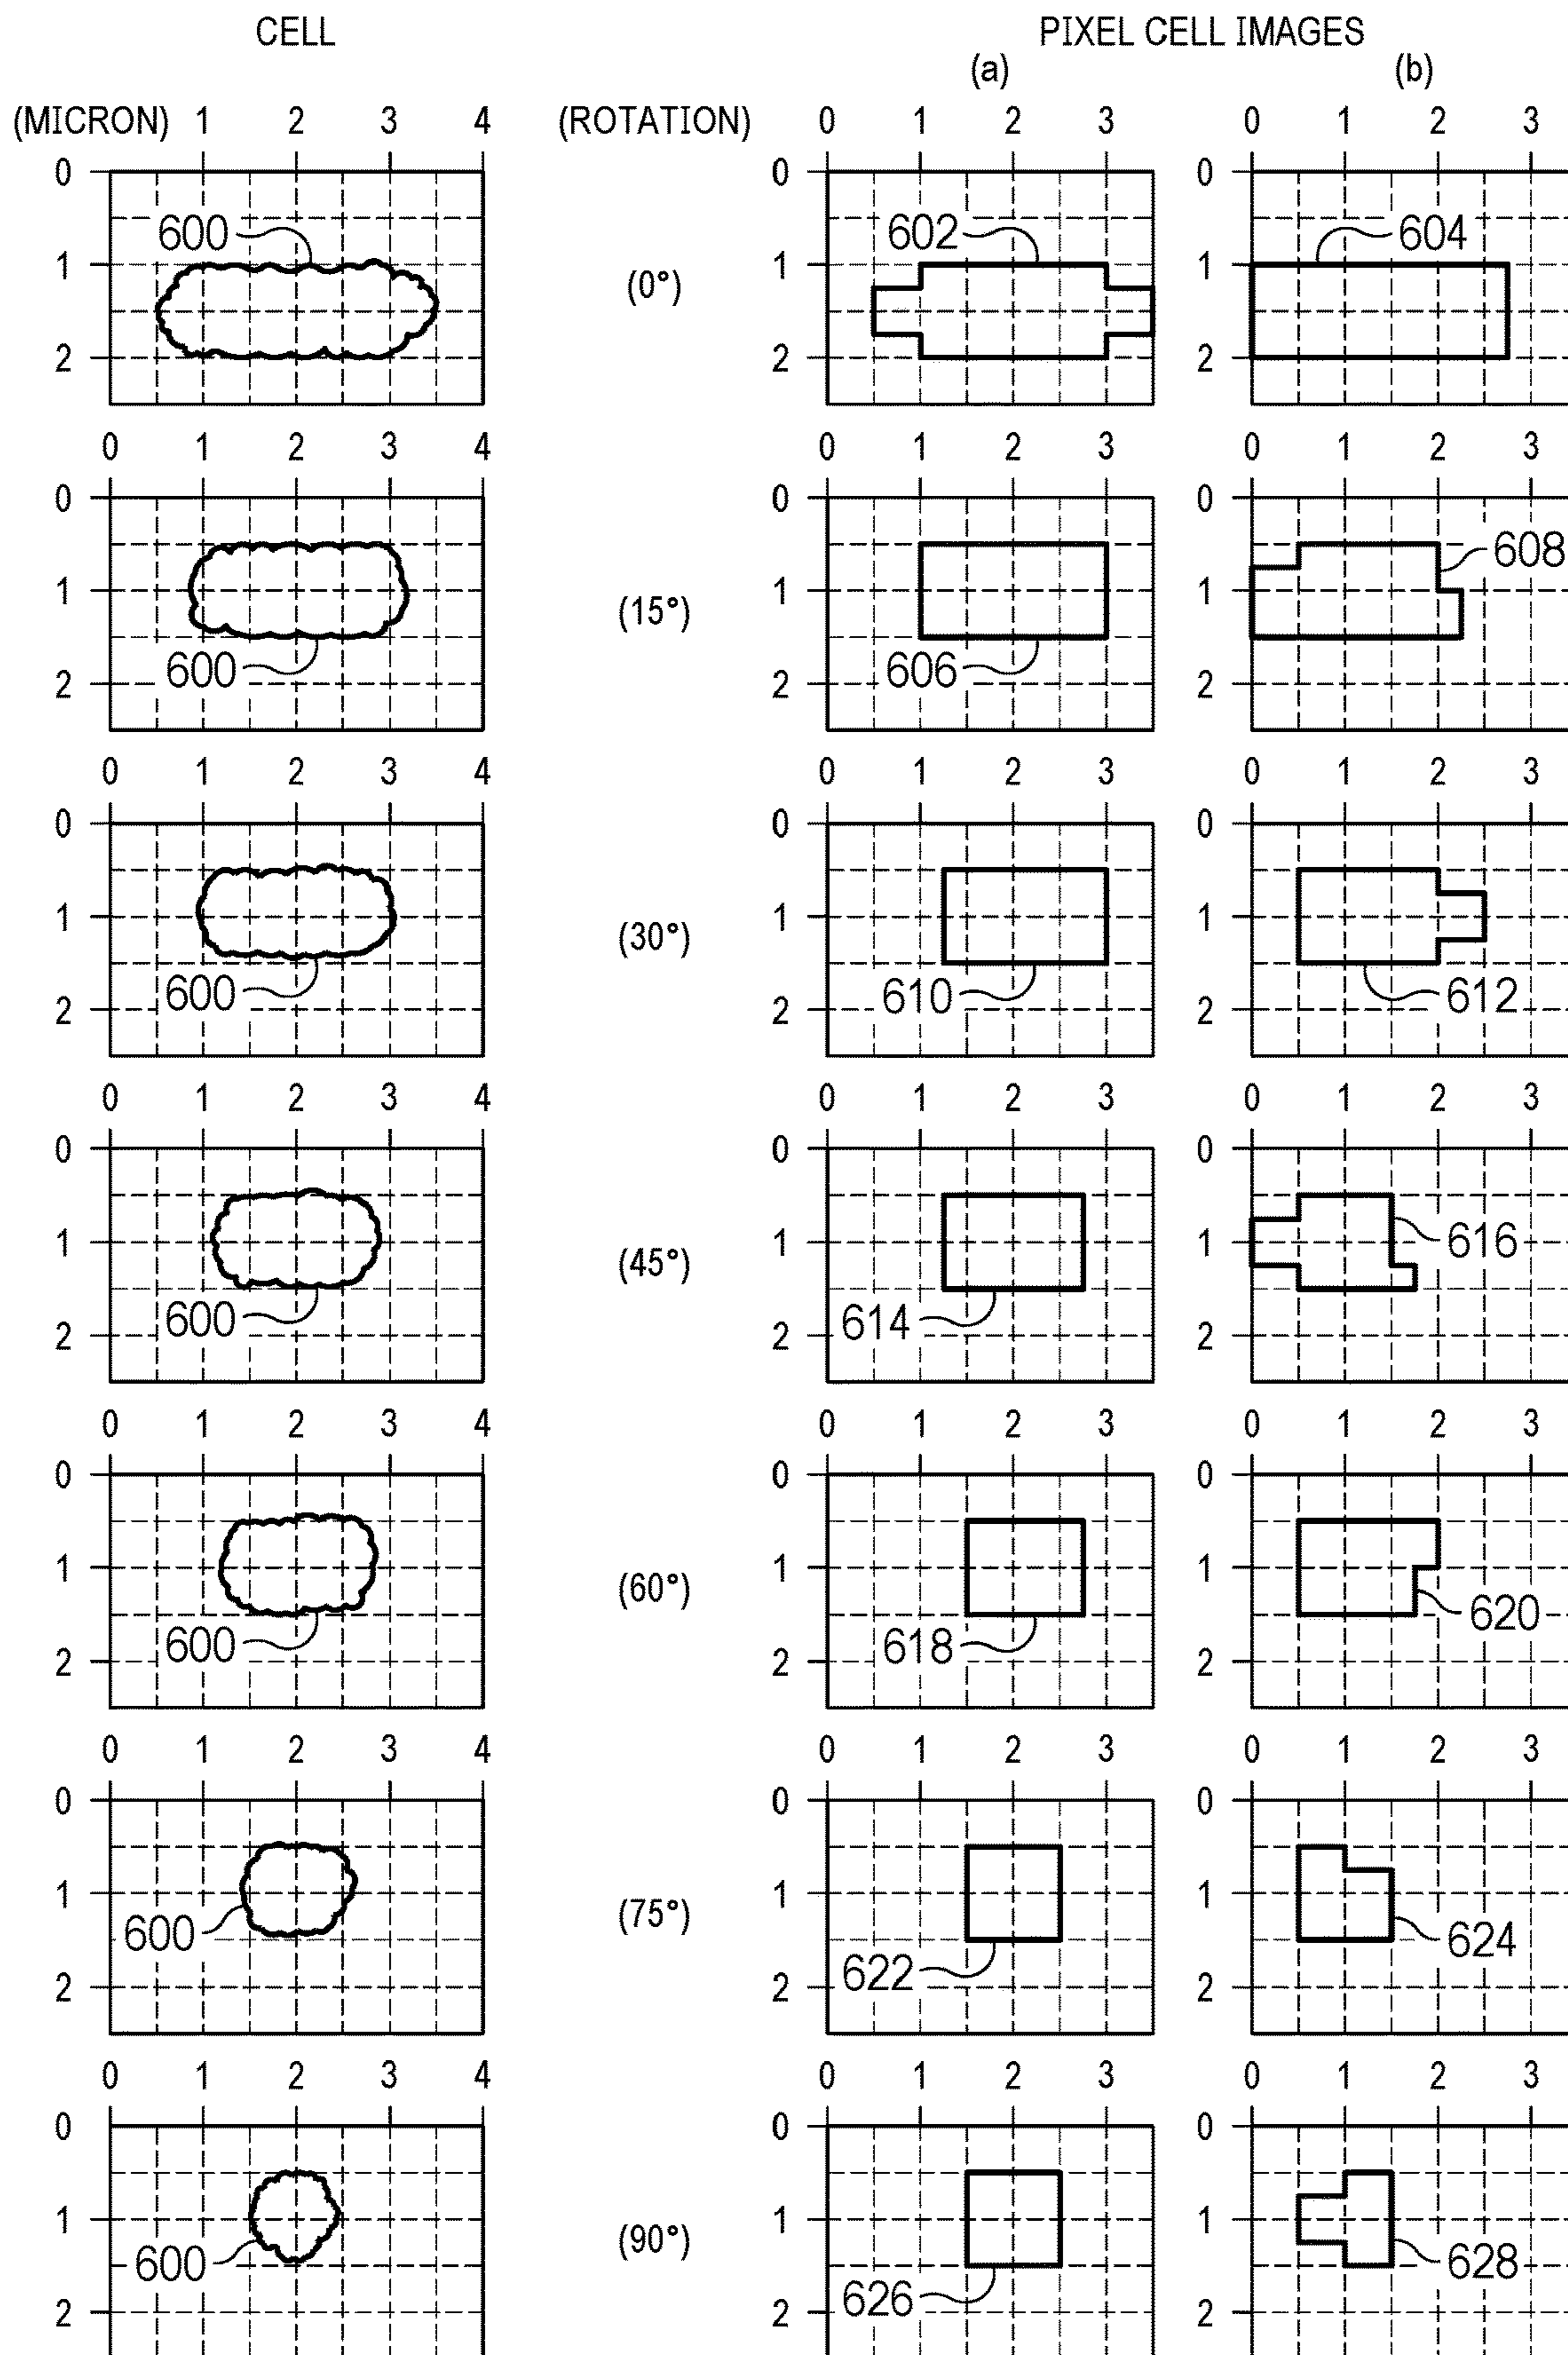 CELL PIXEL CELL IMAGES
(a) (b)
(MICRON) 1 2 3 4 (ROTATION) 0 1 2 3 0 1 2 3
0 0 0
600 602 604
1 (0°) 1 1
2 2 2
0 1 2 3 4 0 1 2 3 0 1 2 3
0 0 0
608
1 (15°) 1 1
600 606
2 2 2
0 1 2 3 4 0 1 2 3 0 1 2 3
0 0 0
1 (30°) 1 1
600 610 612
2 2 2
0 1 2 3 4 0 1 2 3 0 1 2 3
0 0 0
1 (45°) 1 1 616
600 614
2 2 2
0 1 2 3 4 0 1 2 3 0 1 2 3
0 0 0
1 (60°) 1 1
620
600 618
2 2 2
0 1 2 3 4 0 1 2 3 0 1 2 3
0 0 0
1 (75°) 1 1
600 624
622
2 2 2
0 1 2 3 4 0 1 2 3 0 1 2 3
0 0 0
1 (90°) 1 1
600 628
626
2 2 2